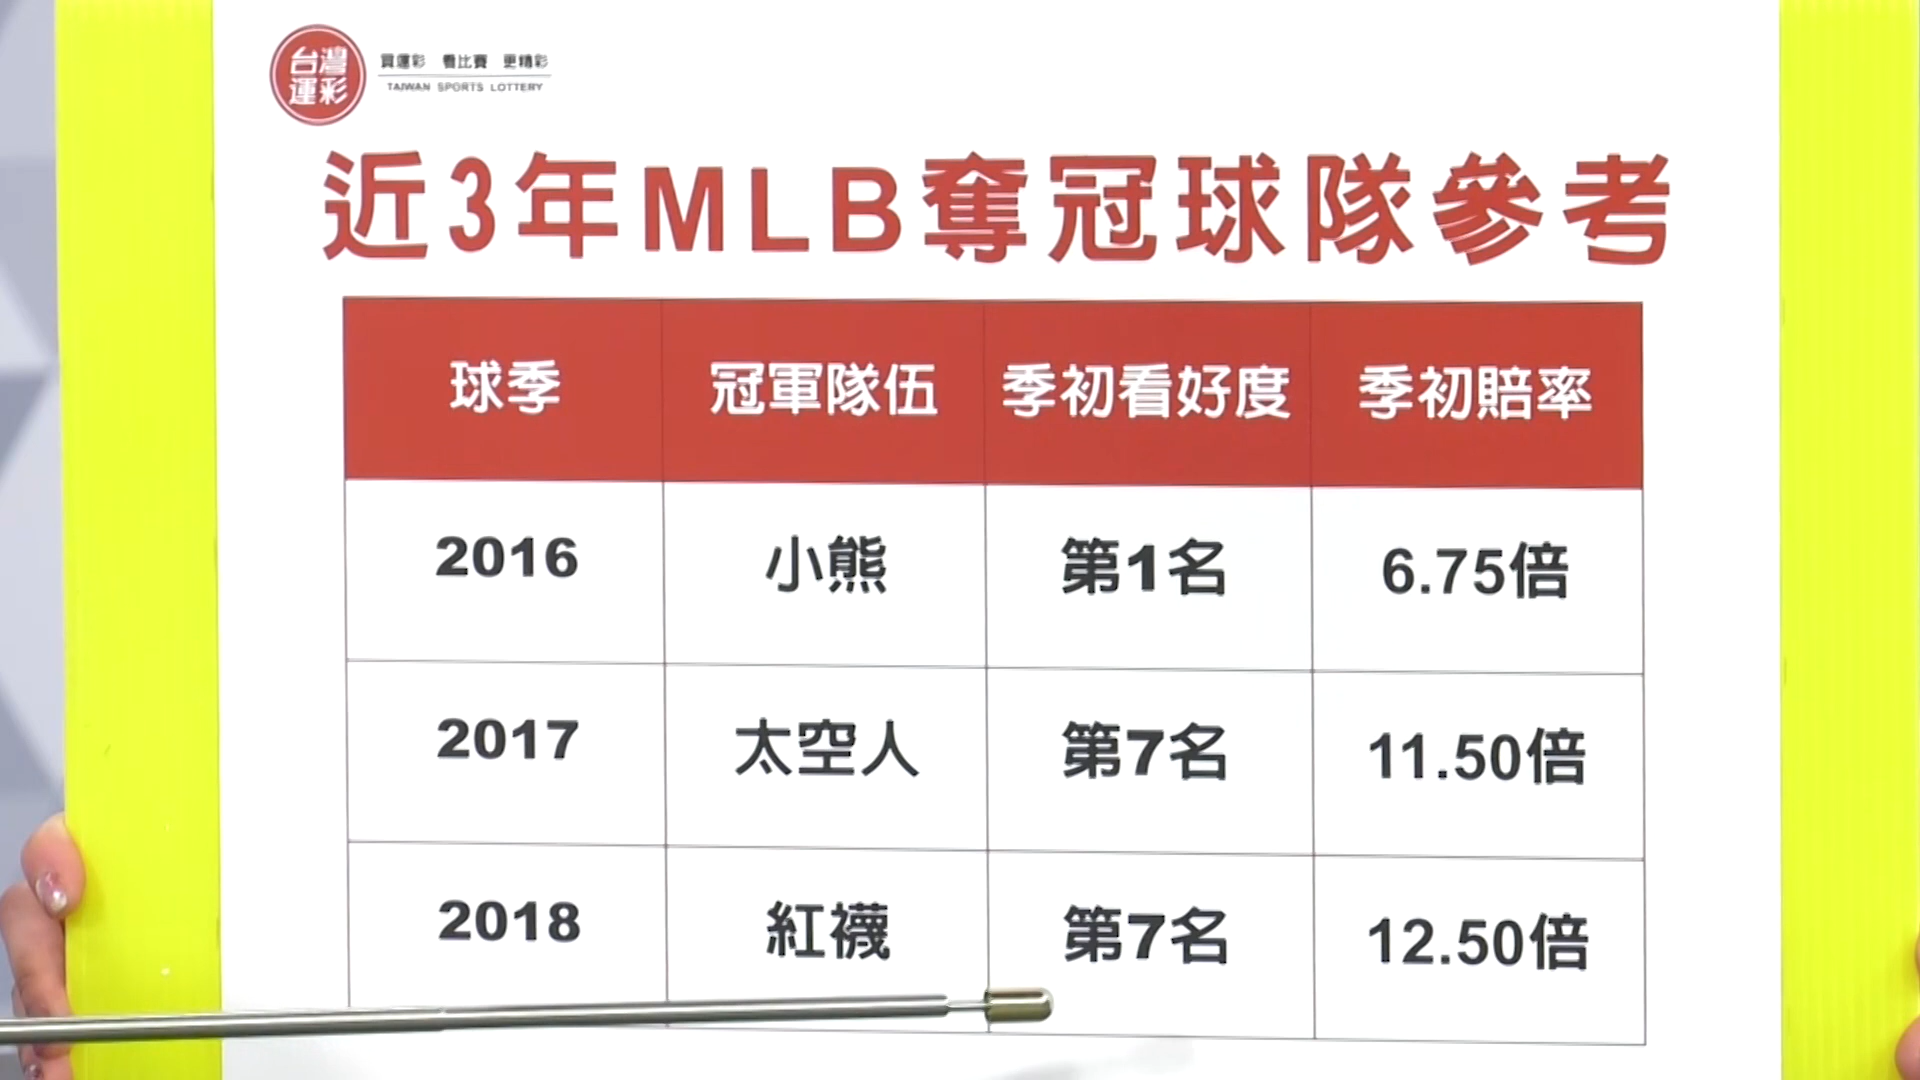 台灣
運彩
買運彩 看比賽 更精彩
TAIWAN SPORTS LOTTERY
近3年MLB奪冠球隊參考
球季 冠軍隊伍 季初看好度 季初賠率
2016 小熊 第1名 6.75倍
2017 太空人 第7名 11.50倍
2018 紅襪 第7名 12.50倍